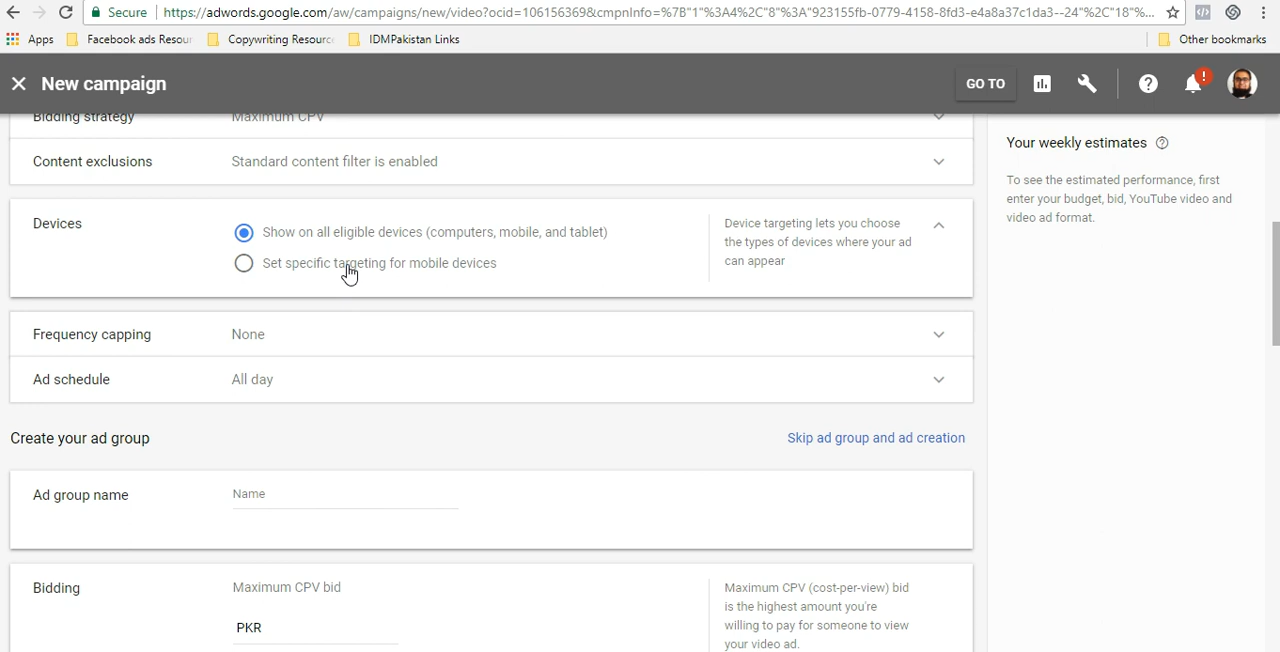 Secure https://adwords.google.com/aw/campaigns/new/video?ocid=106156369&cmpnInfo=%7B"1"%3A4%2C"8"%3A"923155fb-0779-4158-8fd3-e4a8a37c1da3--24"%2C"18"%...
Apps Facebook ads Resou Copywriting Resourc IDMPakistan Links Other bookmarks
New campaign GO TO
Bidding strategy Maximum CPV
Content exclusions Standard content filter is enabled
Your weekly estimates
To see the estimated performance, first
enter your budget, bid, YouTube video and
video ad format.
Devices
Show on all eligible devices (computers, mobile, and tablet)
Set specific targeting for mobile devices
Device targeting lets you choose
the types of devices where your ad
can appear
Frequency capping None
Ad schedule All day
Create your ad group Skip ad group and ad creation
Ad group name Name
Bidding Maximum CPV bid
PKR
Maximum CPV (cost-per-view) bid
is the highest amount you're
willing to pay for someone to view
your video ad.